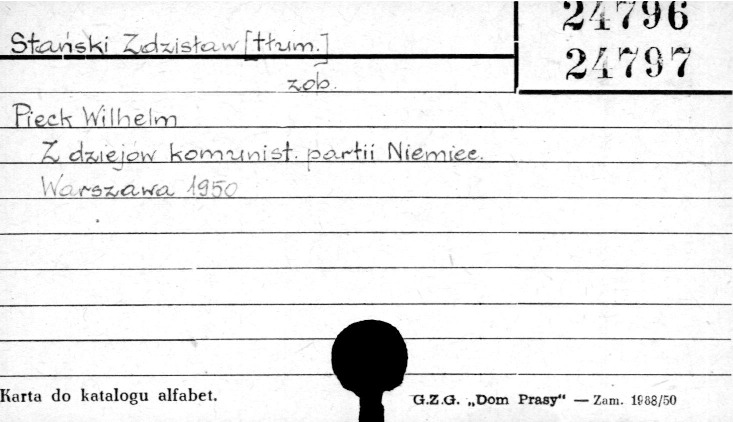 24796
Stański Zdzisław [tłum.]
24797
zob.
Pieck Wilhelm
Z dziejów komunist. partii Niemiec.
Warszawa 1950
Karta do katalogu alfabet.
G.Z.G. „Dom Prasy“ — Zam. 1988/50